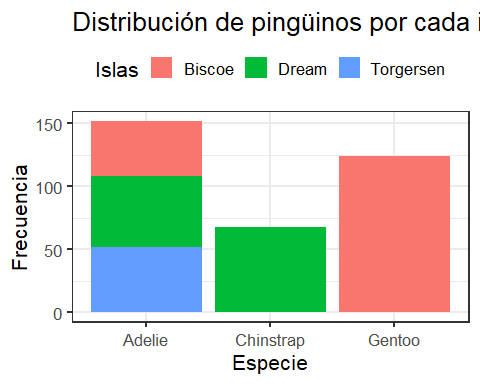 Distribución de pingüinos por cada i
Islas Biscoe Dream Torgersen
150
100
50
0
Frecuencia
Adelie Chinstrap Gentoo
Especie